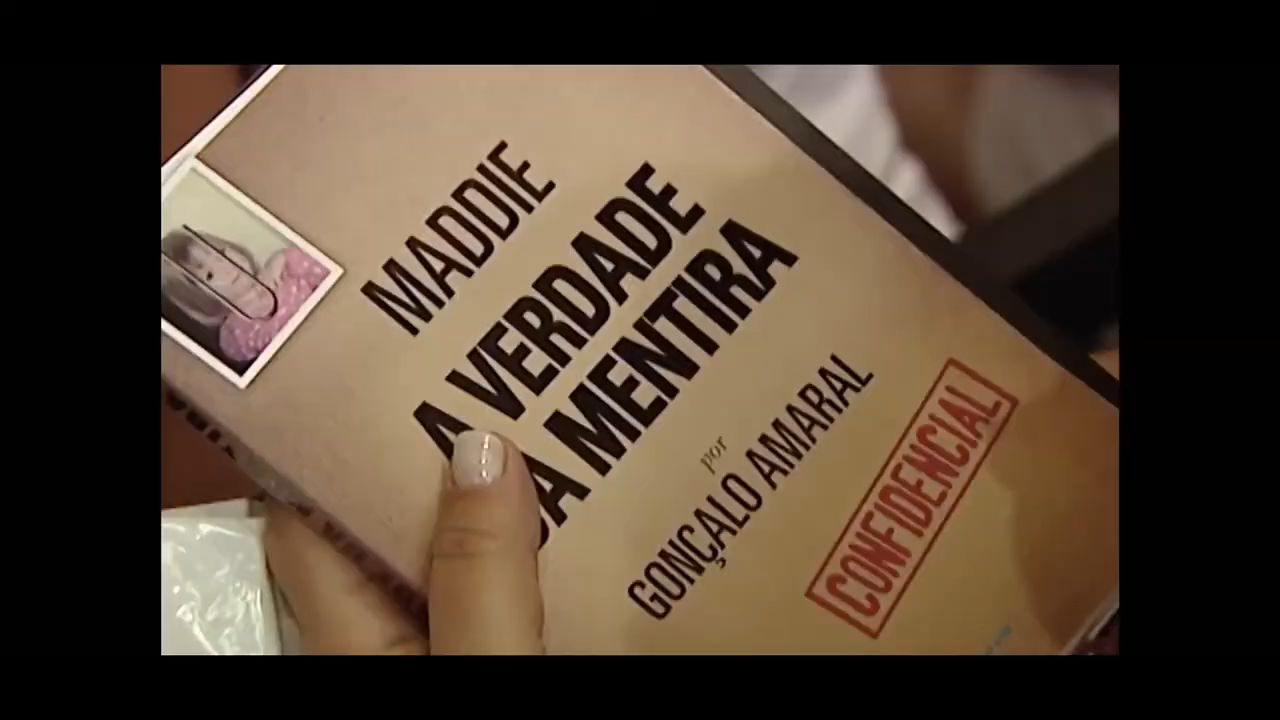 MADDIE
A VERDADE
DA MENTIRA
por
GONÇALO AMARAL
CONFIDENCIAL